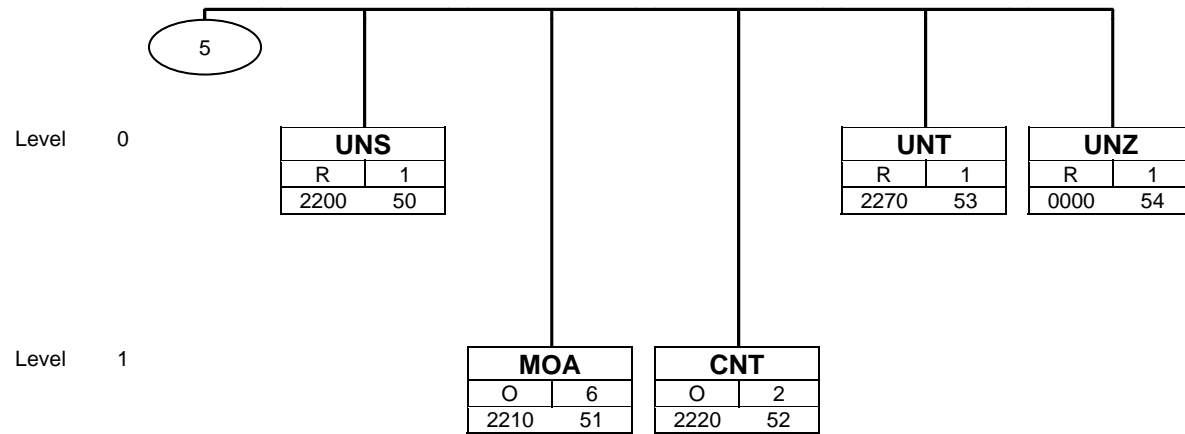 5
Level 0
UNS UNT UNZ
R 1 R 1 R 1
2200 50 2270 53 0000 54
Level 1
MOA CNT
O 6 O 2
2210 51 2220 52